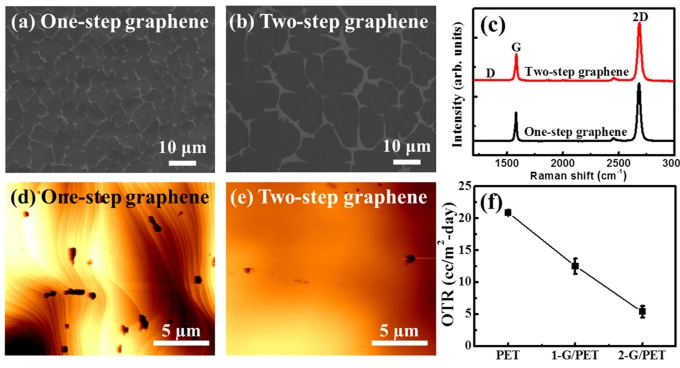 (a) One-step graphene
10 µm
(b) Two-step graphene
10 µm
(c)
2D
G
D
Two-step graphene
One-step graphene
Intensity (arb. units)
1500 2000 2500 3000
Raman shift (cm-1)
(d) One-step graphene
5 µm
(e) Two-step graphene
5 µm
(f)
OTR (cc/m2-day)
25
20
15
10
5
0
PET 1-G/PET 2-G/PET